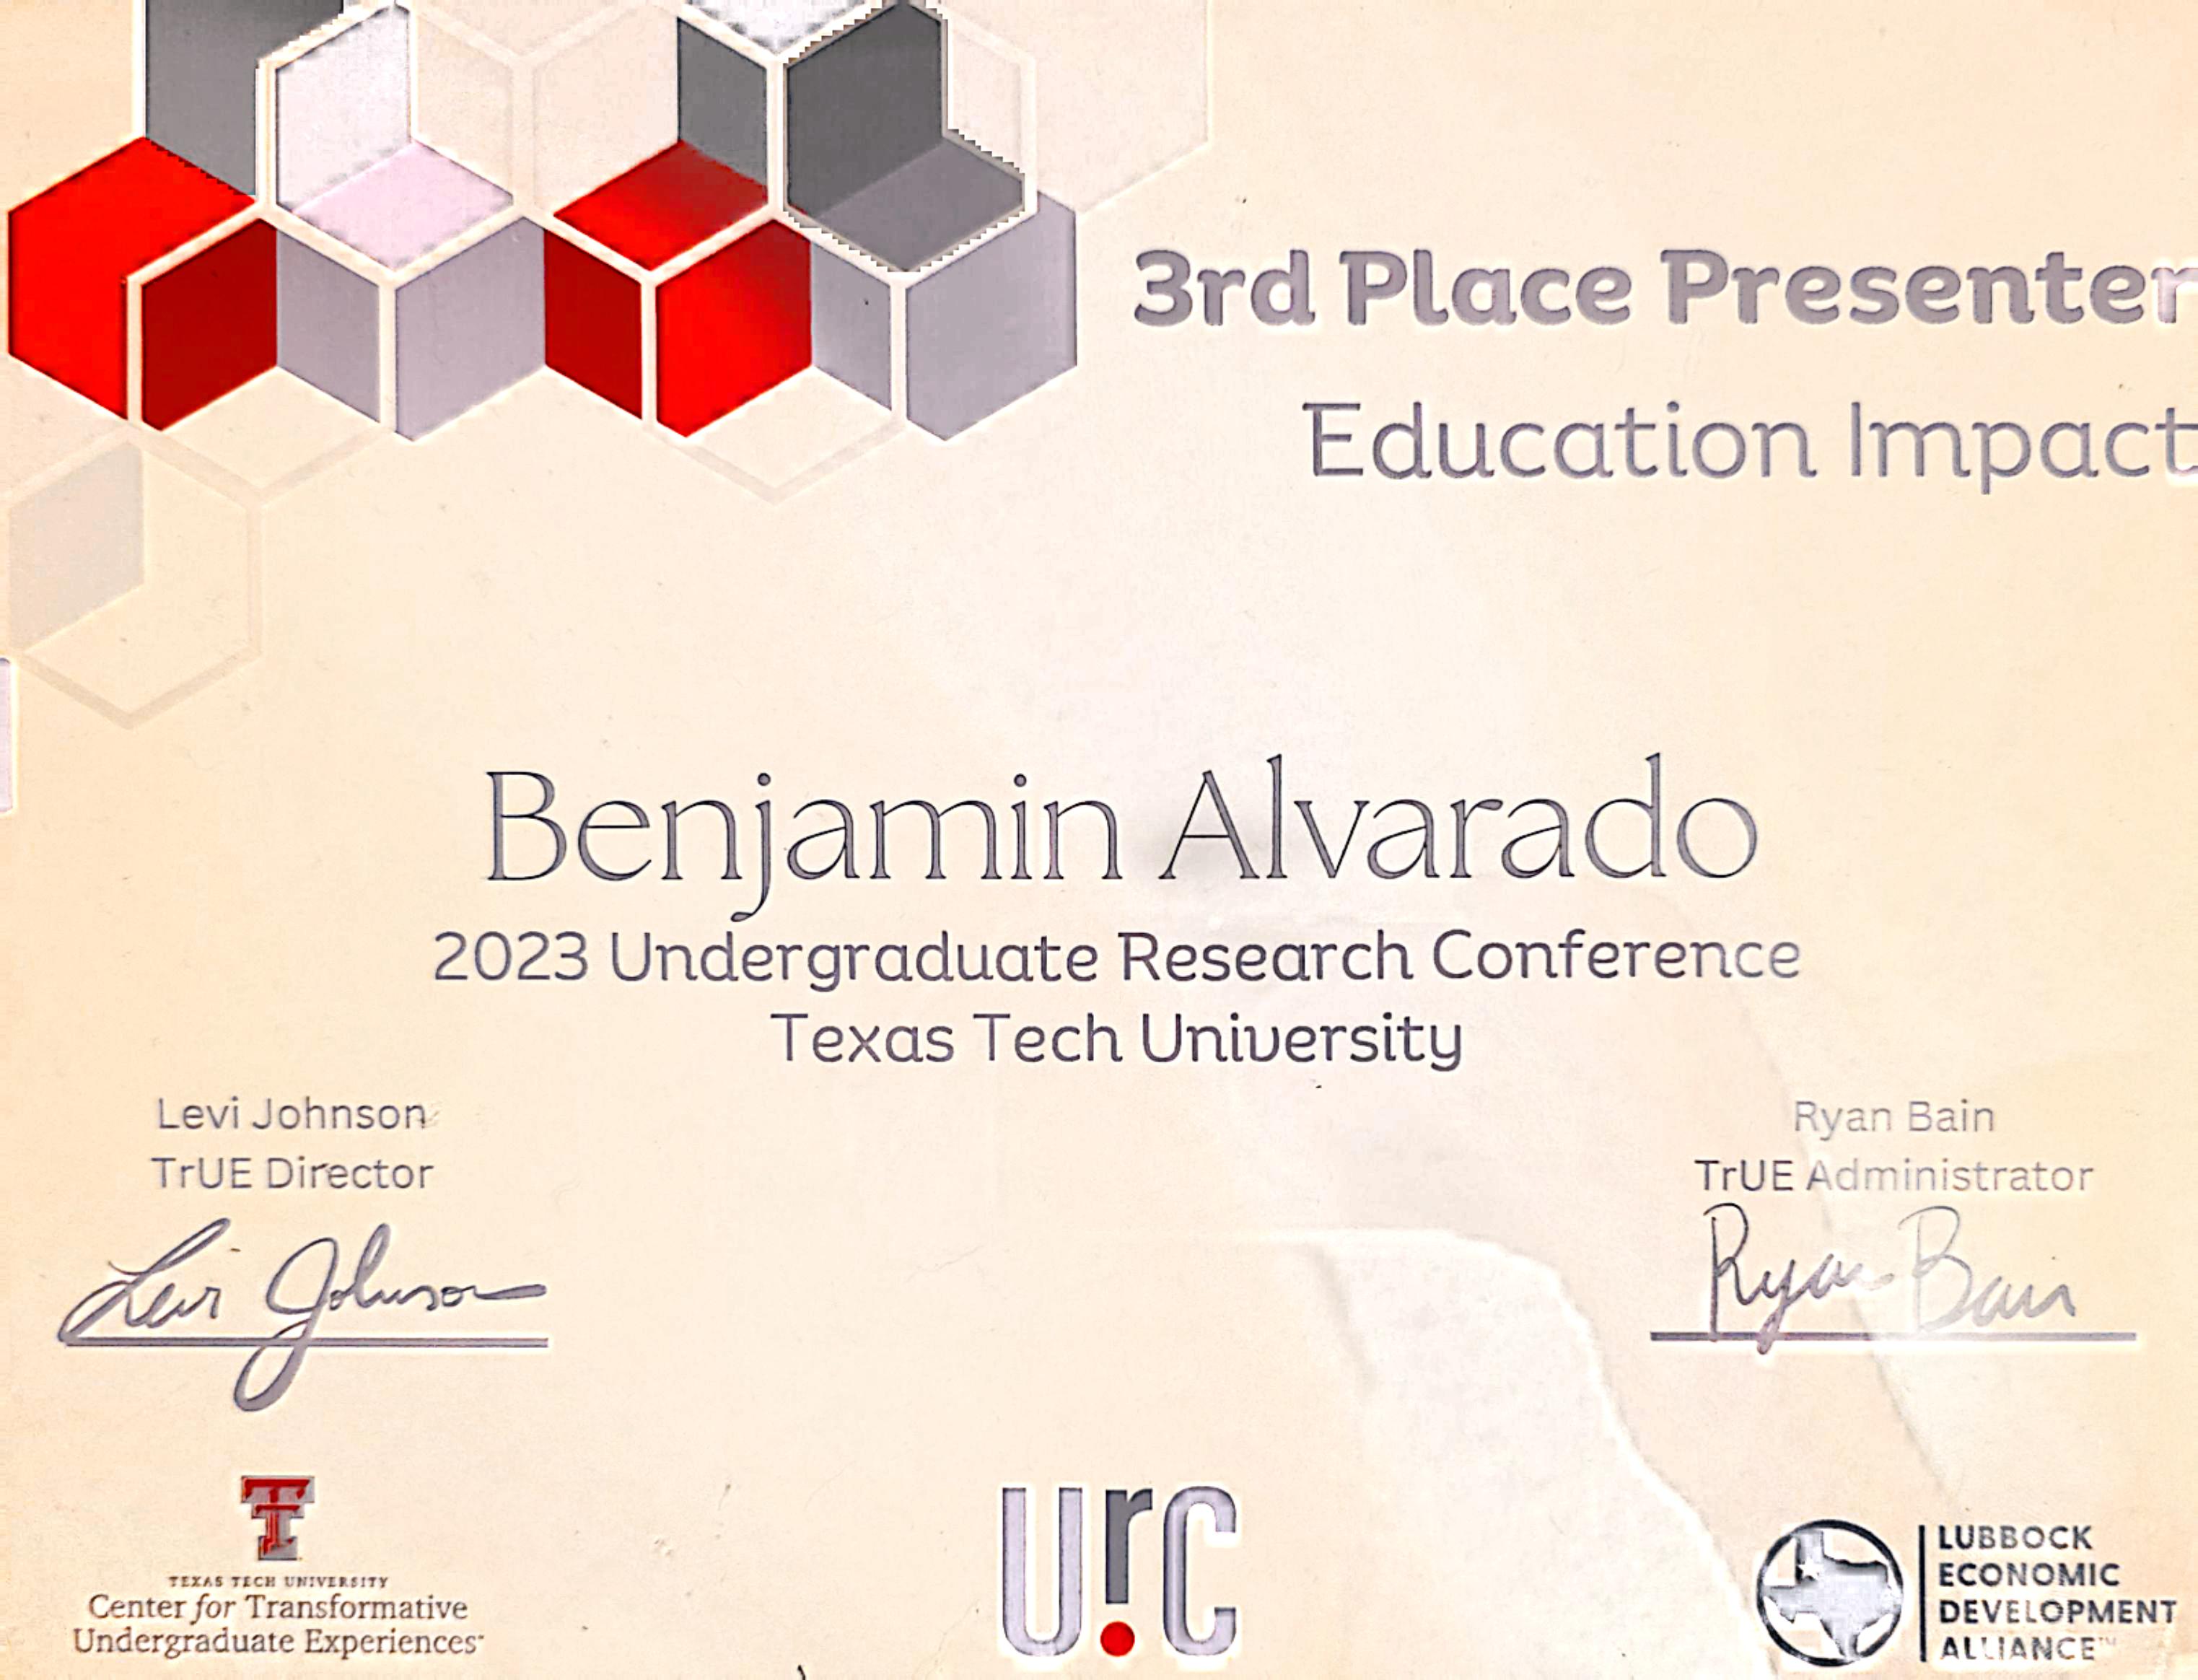 3rd Place Presenter
Education Impact
Benjamin Alvarado
2023 Undergraduate Research Conference
Texas Tech University
Levi Johnson
TrUE Director
Levi Johnson
Ryan Bain
TrUE Administrator
Ryan Bain
TEXAS TECH UNIVERSITY
Center for Transformative
Undergraduate Experiences
urc
LUBBOCK
ECONOMIC
DEVELOPMENT
ALLIANCE™